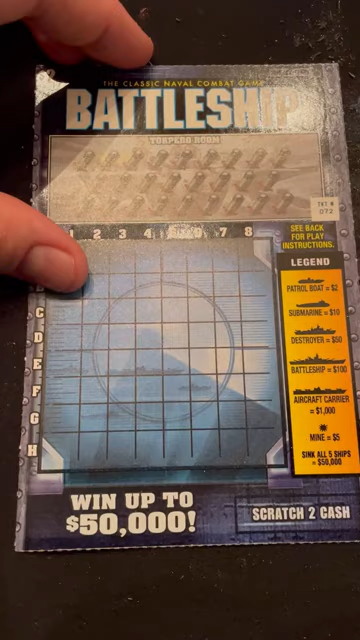 THE CLASSIC NAVAL COMBAT GAME
BATTLESHIP
TORPEDO ROOM
TKT #
072
1 2 3 4 5 6 7 8
SEE BACK
FOR PLAY
INSTRUCTIONS.
LEGEND
PATROL BOAT = $2
SUBMARINE = $10
DESTROYER = $50
BATTLESHIP = $100
AIRCRAFT CARRIER
= $1,000
MINE = $5
SINK ALL 5 SHIPS
= $50,000
C
D
E
F
G
H
WIN UP TO
$50,000!
SCRATCH 2 CASH